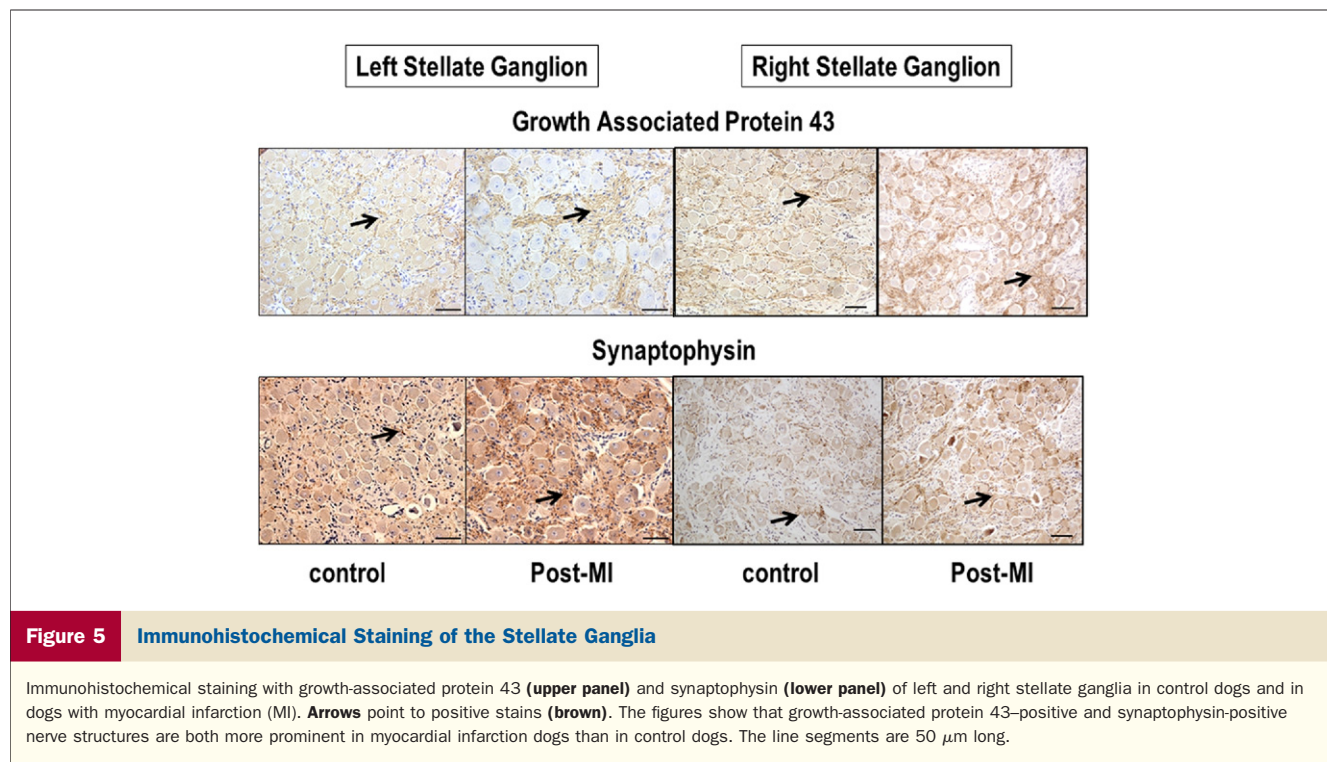 Left Stellate Ganglion Right Stellate Ganglion
Growth Associated Protein 43
Synaptophysin
control Post-MI control Post-MI
Figure 5 Immunohistochemical Staining of the Stellate Ganglia
Immunohistochemical staining with growth-associated protein 43 (upper panel) and synaptophysin (lower panel) of left and right stellate ganglia in control dogs and in
dogs with myocardial infarction (MI). Arrows point to positive stains (brown). The figures show that growth-associated protein 43–positive and synaptophysin-positive
nerve structures are both more prominent in myocardial infarction dogs than in control dogs. The line segments are 50 μm long.